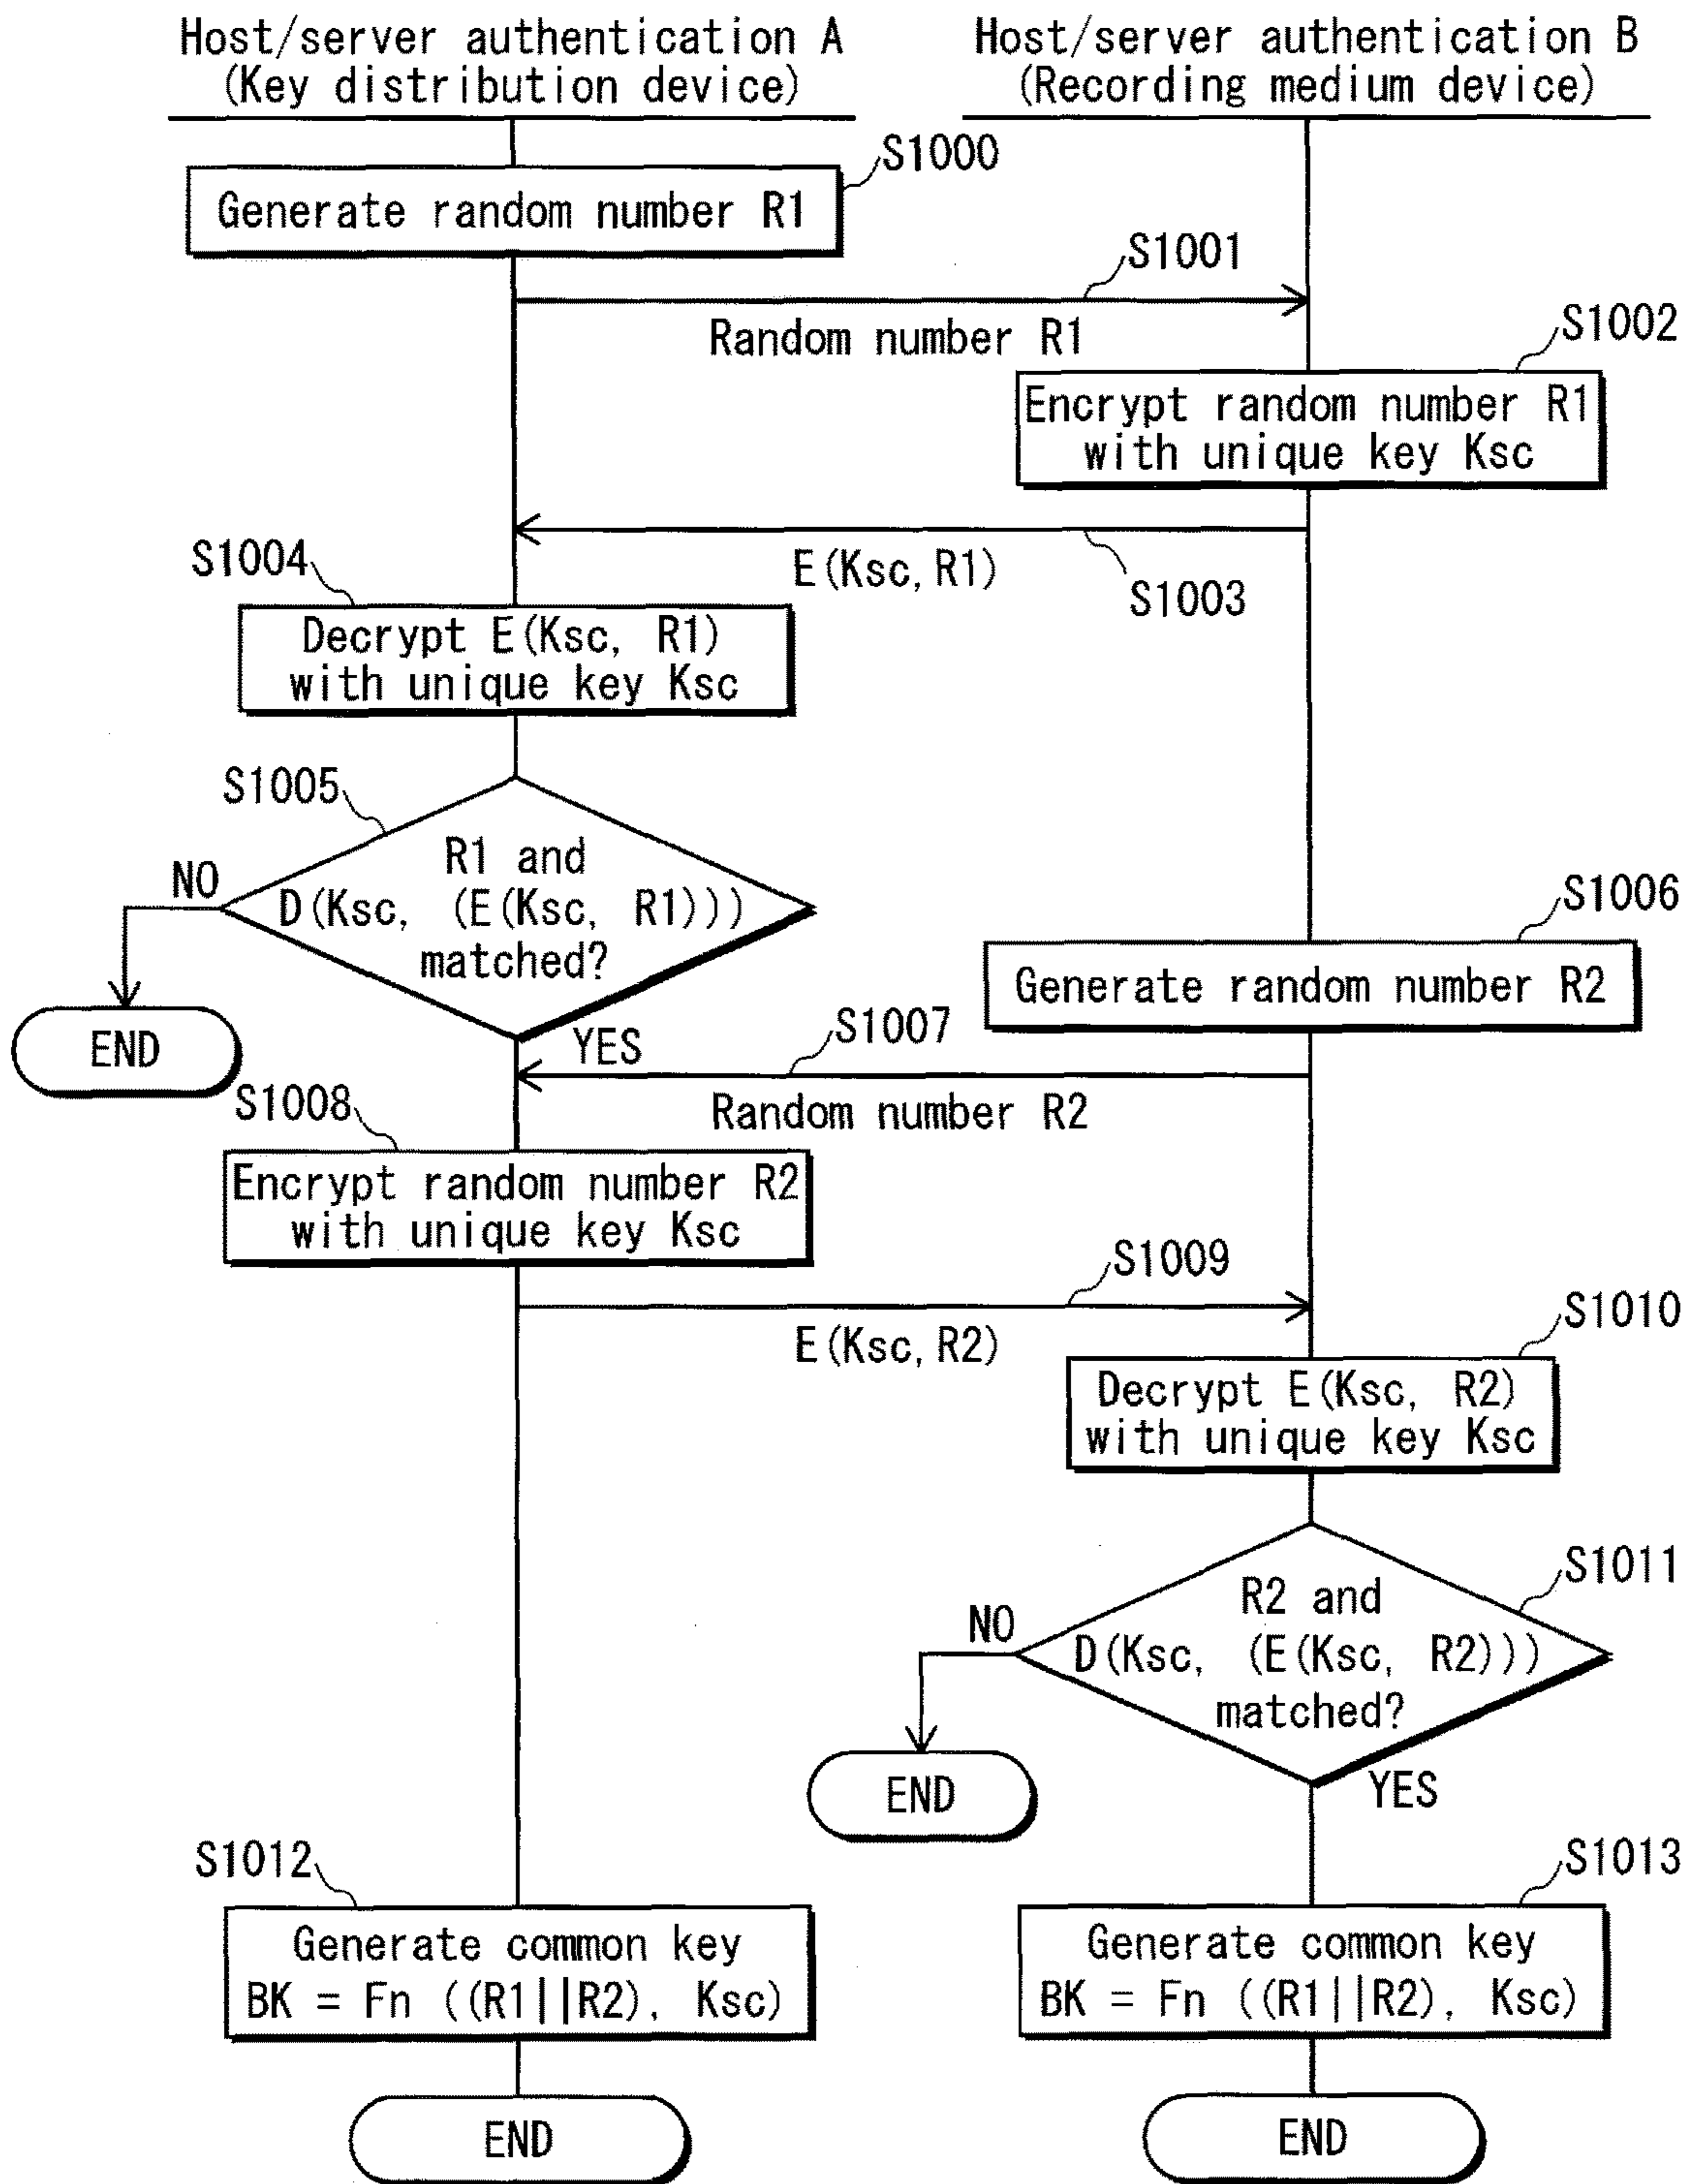 Host/server authentication A
(Key distribution device)
Host/server authentication B
(Recording medium device)
S1000
Generate random number R1
S1001
Random number R1
S1002
Encrypt random number R1
with unique key Ksc
E(Ksc, R1)
S1003
S1004
Decrypt E(Ksc, R1)
with unique key Ksc
S1005
R1 and
D(Ksc, (E(Ksc, R1)))
matched?
NO
END
YES
S1006
Generate random number R2
S1007
Random number R2
S1008
Encrypt random number R2
with unique key Ksc
S1009
E(Ksc, R2)
S1010
Decrypt E(Ksc, R2)
with unique key Ksc
S1011
R2 and
D(Ksc, (E(Ksc, R2)))
matched?
NO
END
YES
S1012
Generate common key
BK = Fn ((R1||R2), Ksc)
END
S1013
Generate common key
BK = Fn ((R1||R2), Ksc)
END